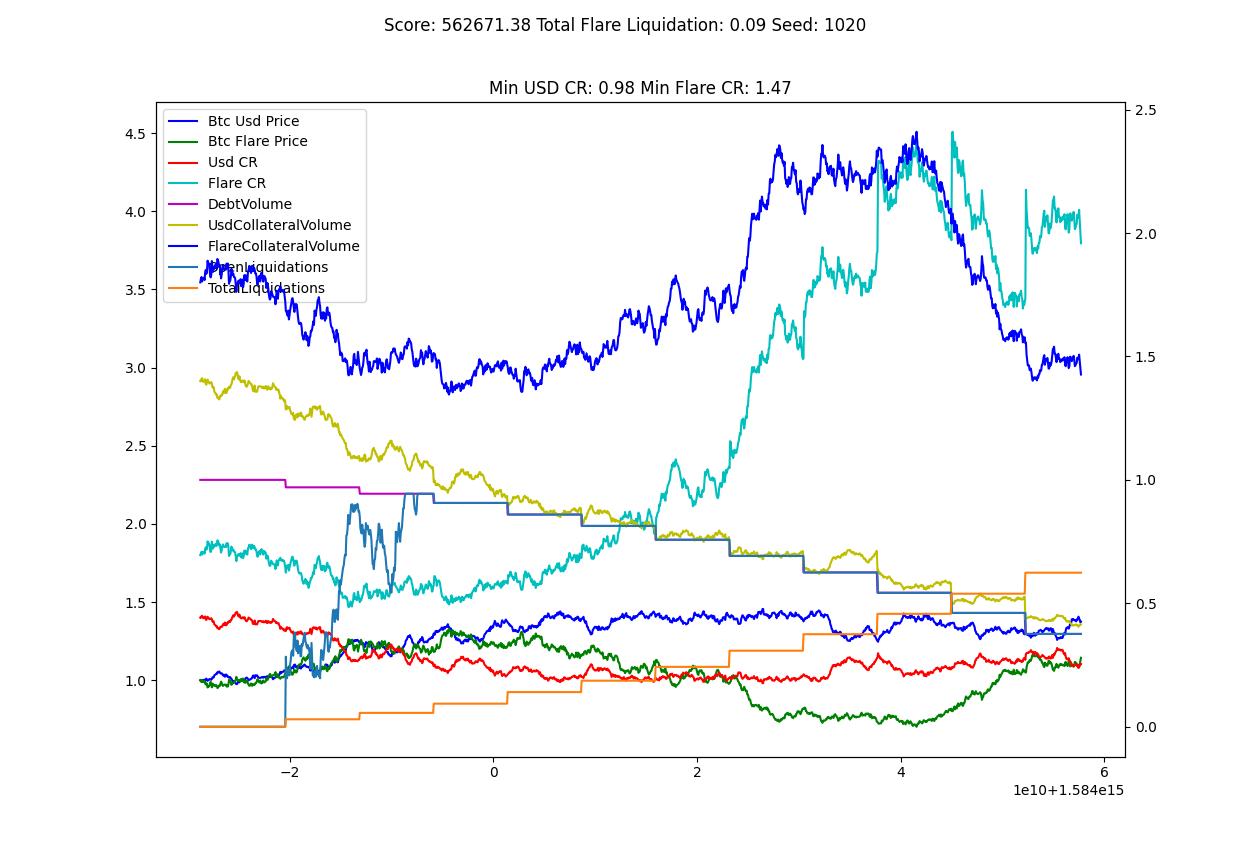 Score: 562671.38 Total Flare Liquidation: 0.09 Seed: 1020
Min USD CR: 0.98 Min Flare CR: 1.47
Btc Usd Price
Btc Flare Price
Usd CR
Flare CR
DebtVolume
UsdCollateralVolume
FlareCollateralVolume
OpenLiquidations
TotalLiquidations
4.5
4.0
3.5
3.0
2.5
2.0
1.5
1.0
2.5
2.0
1.5
1.0
0.5
0.0
−2
0
2
4
6
1e10+1.584e15